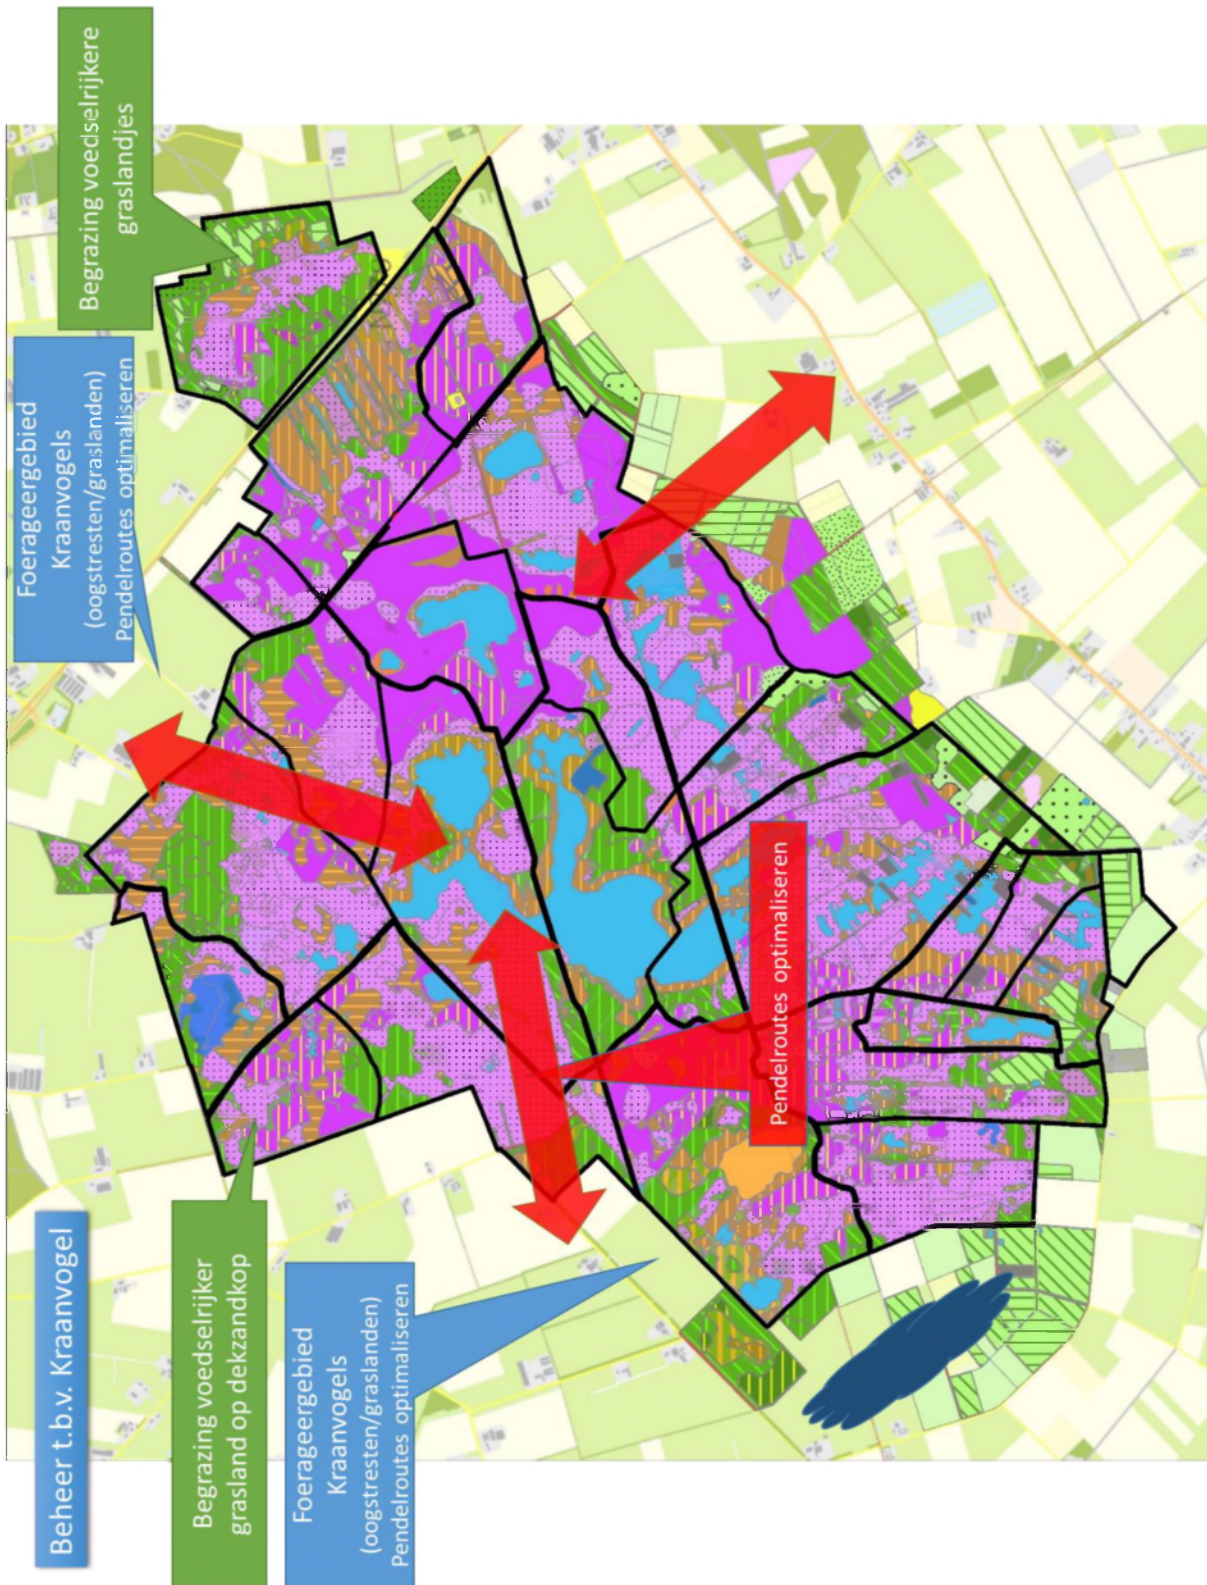 Beheer t.b.v. Kraanvogel
Begrazing voedselrijker
grasland op dekzandkop
Foerageergebied
Kraanvogels
(oogstresten/graslanden)
Pendelroutes optimaliseren
Pendelroutes optimaliseren
Foerageergebied
Kraanvogels
(oogstresten/graslanden)
Pendelroutes optimaliseren
Begrazing voedselrijkere
graslandjes